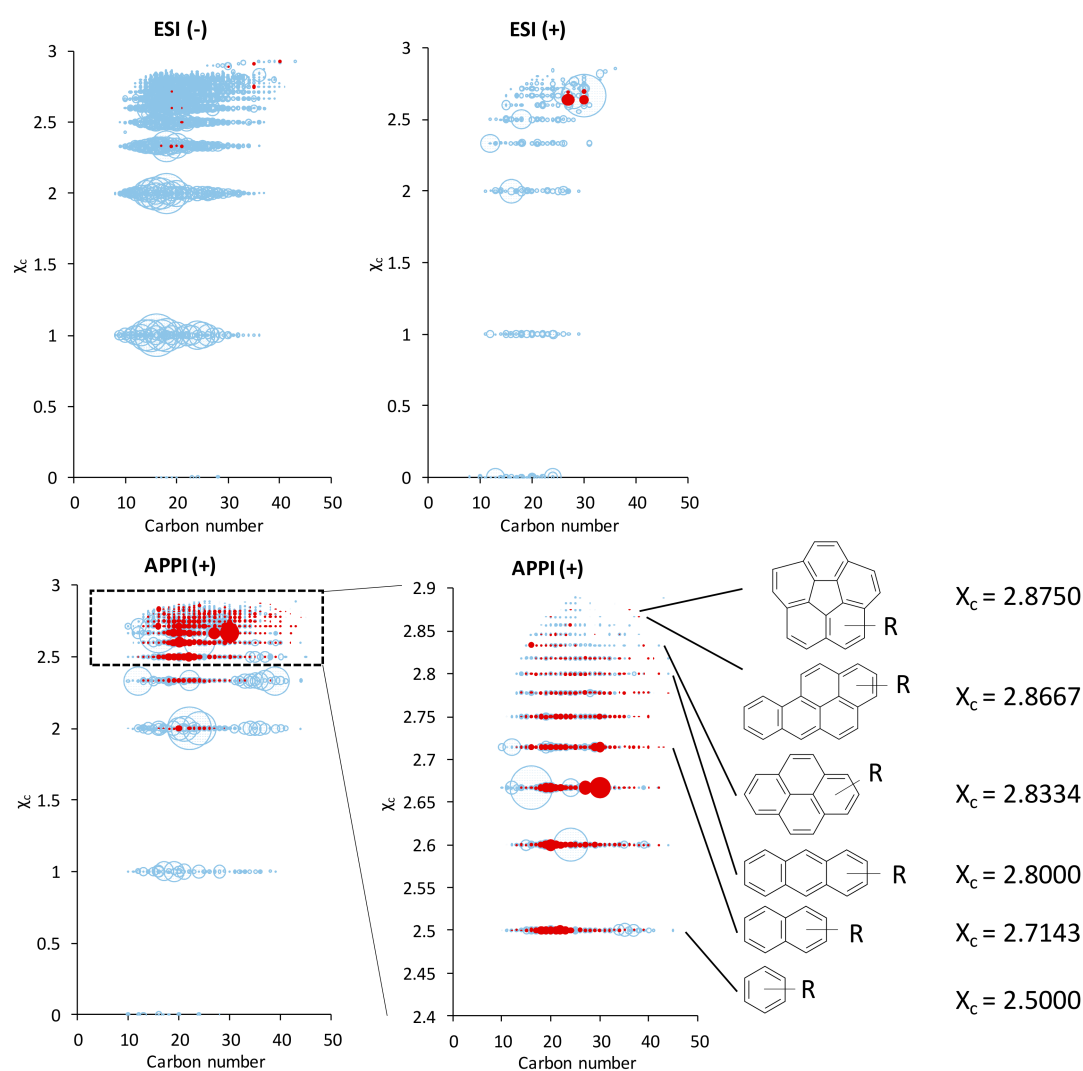 ESI (-)
3
2.5
2
1.5
1
0.5
0
χc
0 10 20 30 40 50
Carbon number
ESI (+)
3
2.5
2
1.5
1
0.5
0
χc
0 10 20 30 40 50
Carbon number
APPI (+)
3
2.5
2
1.5
1
0.5
0
χc
0 10 20 30 40 50
Carbon number
APPI (+)
2.9
2.85
2.8
2.75
2.7
2.65
2.6
2.55
2.5
2.45
2.4
χc
0 10 20 30 40 50
Carbon number
R
Xc = 2.8750
R
Xc = 2.8667
R
Xc = 2.8334
R
Xc = 2.8000
R
Xc = 2.7143
R
Xc = 2.5000